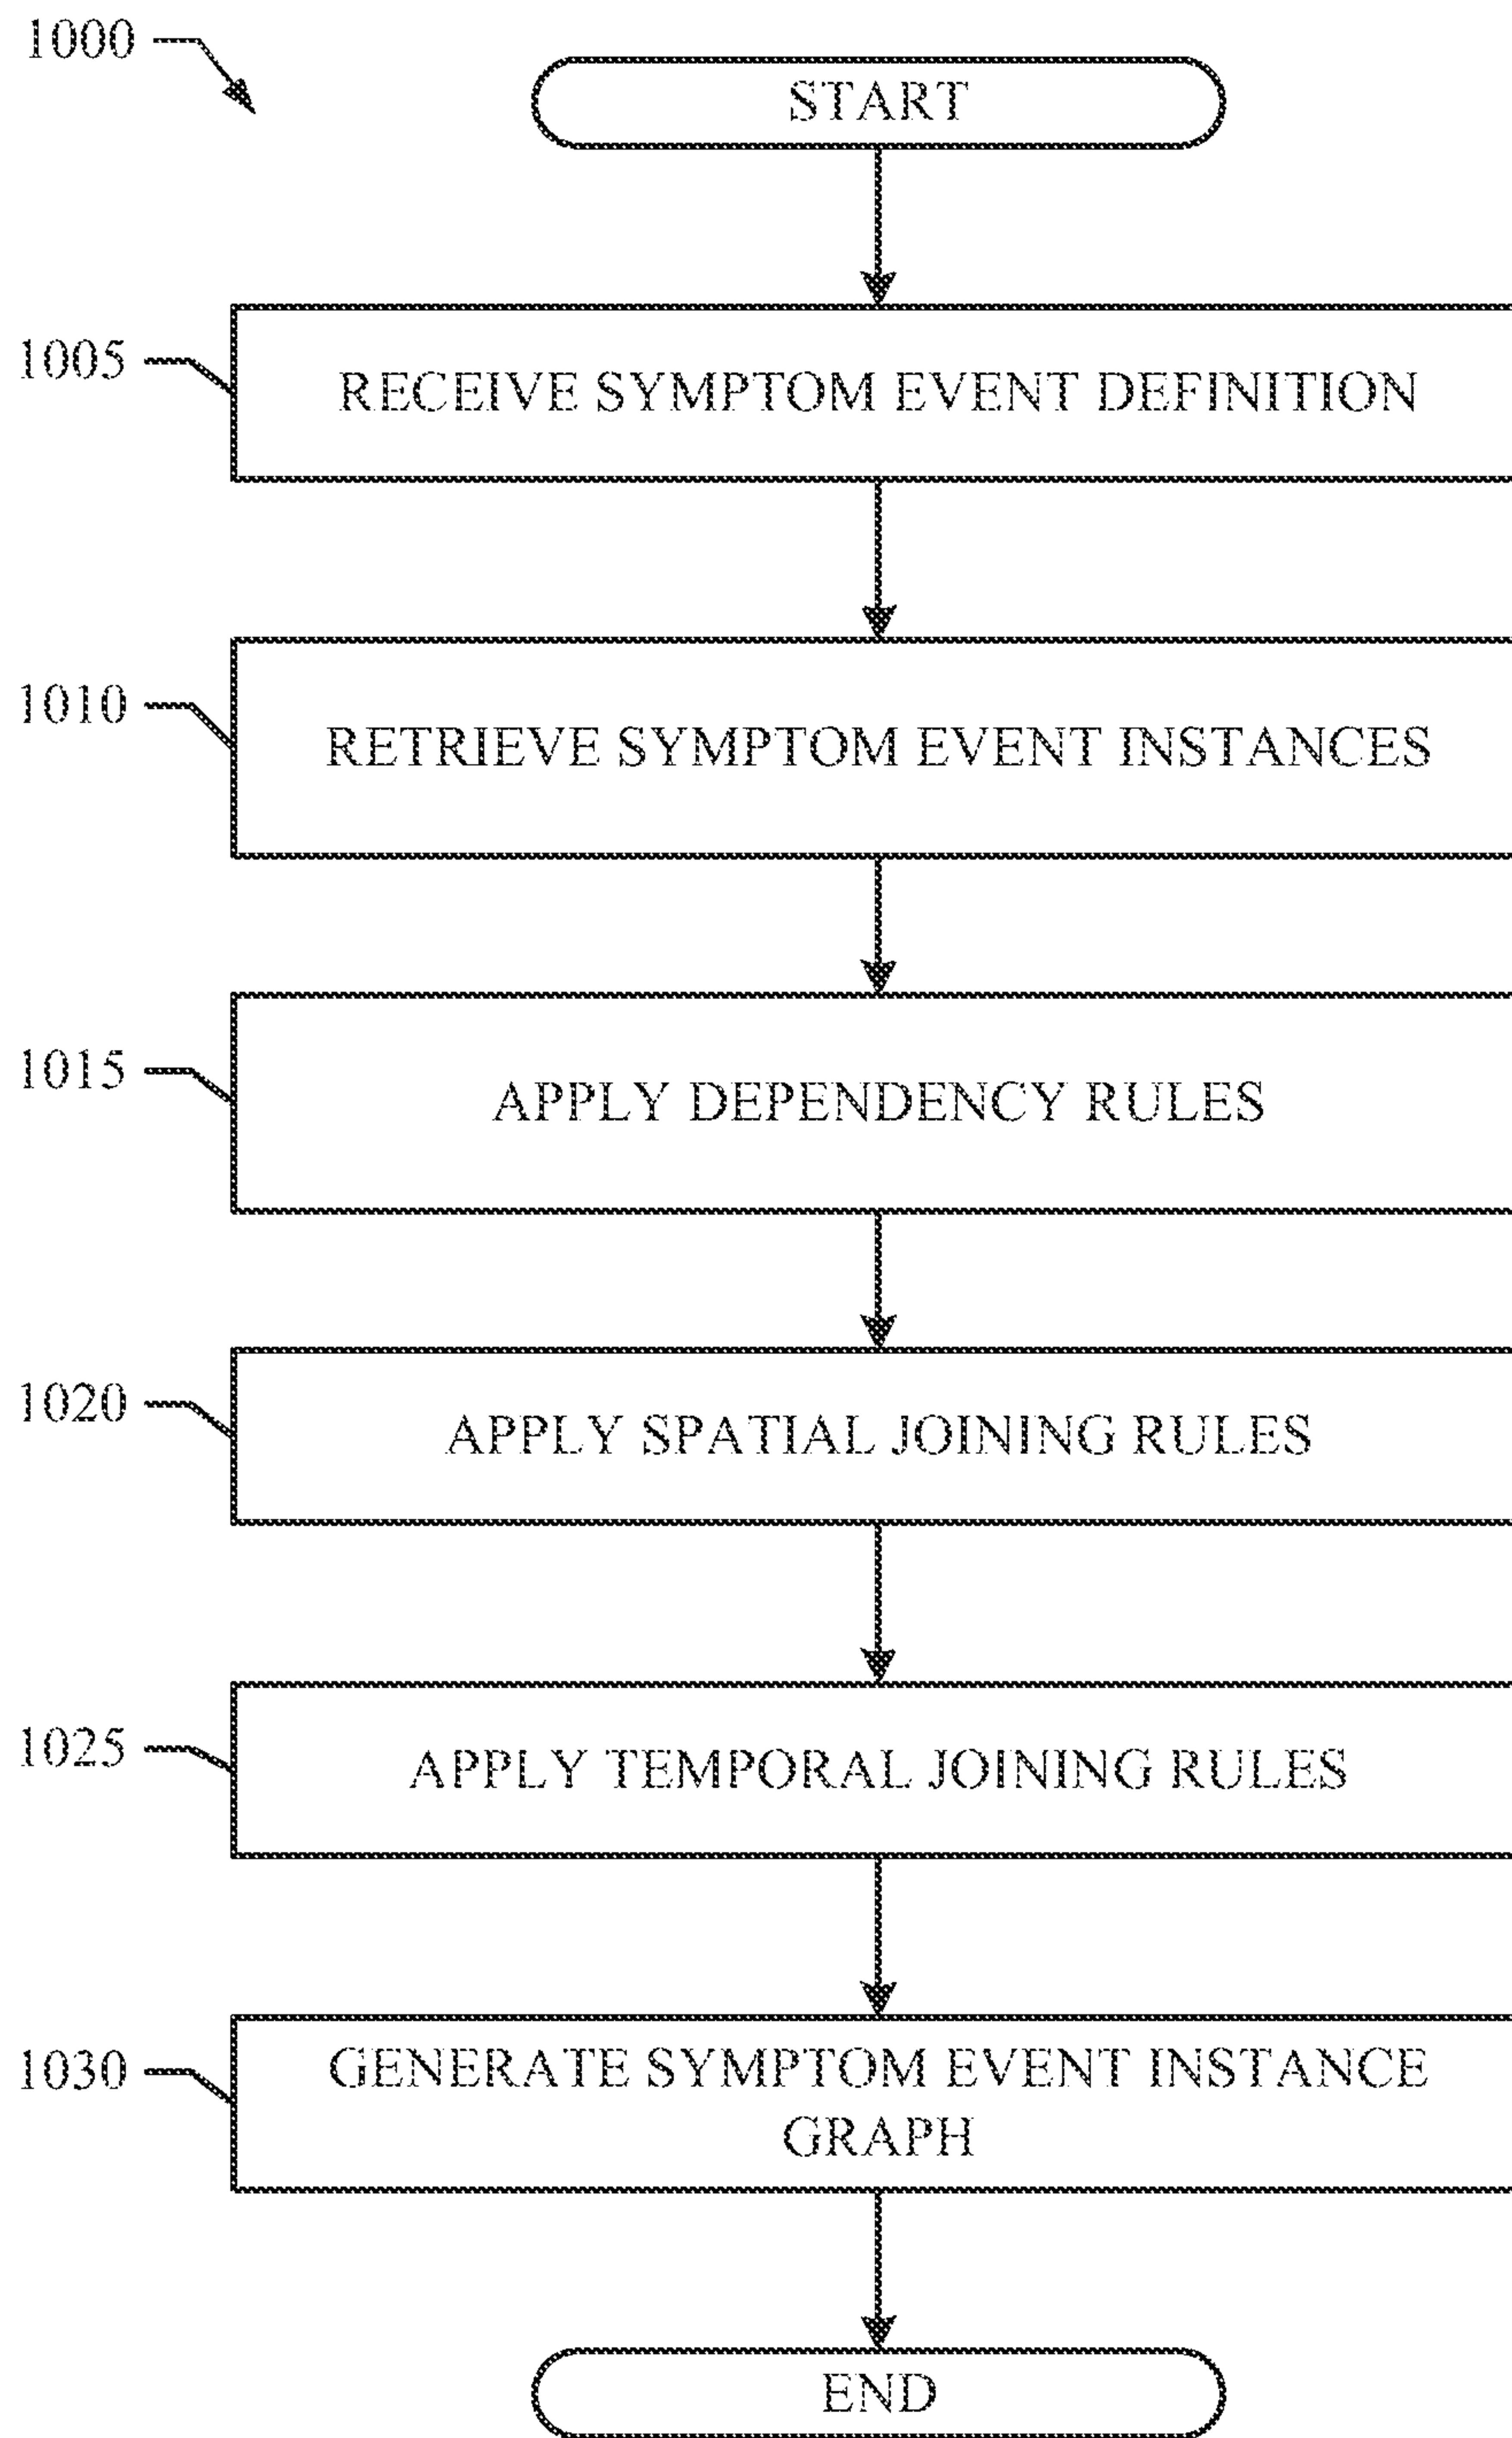 1000
START
1005
RECEIVE SYMPTOM EVENT DEFINITION
1010
RETRIEVE SYMPTOM EVENT INSTANCES
1015
APPLY DEPENDENCY RULES
1020
APPLY SPATIAL JOINING RULES
1025
APPLY TEMPORAL JOINING RULES
1030
GENERATE SYMPTOM EVENT INSTANCE
GRAPH
END